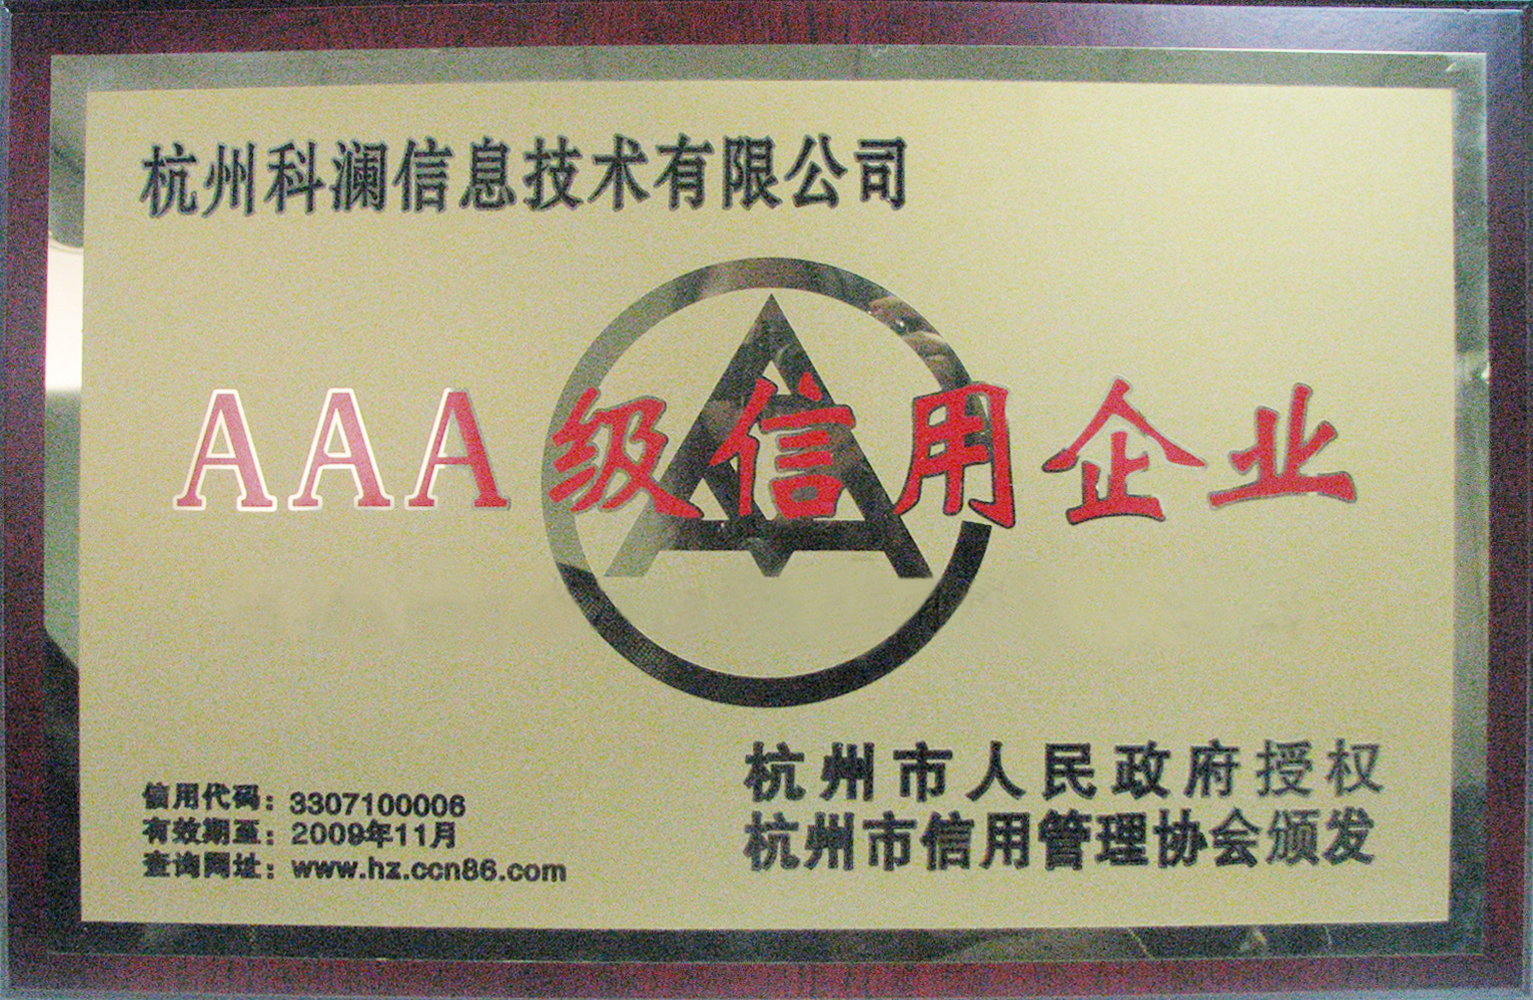 杭州科澜信息技术有限公司
AAA级信用企业
信用代码：3307100006
有效期至：2009年11月
查询网址：www.hz.ccn86.com
杭州市人民政府授权
杭州市信用管理协会颁发